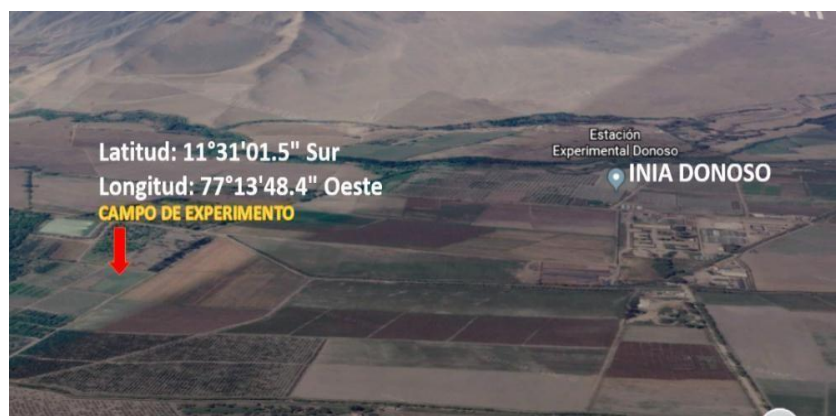 Latitud: 11°31'01.5" Sur
Longitud: 77°13'48.4" Oeste
CAMPO DE EXPERIMENTO
Estación
Experimental Donoso
INIA DONOSO